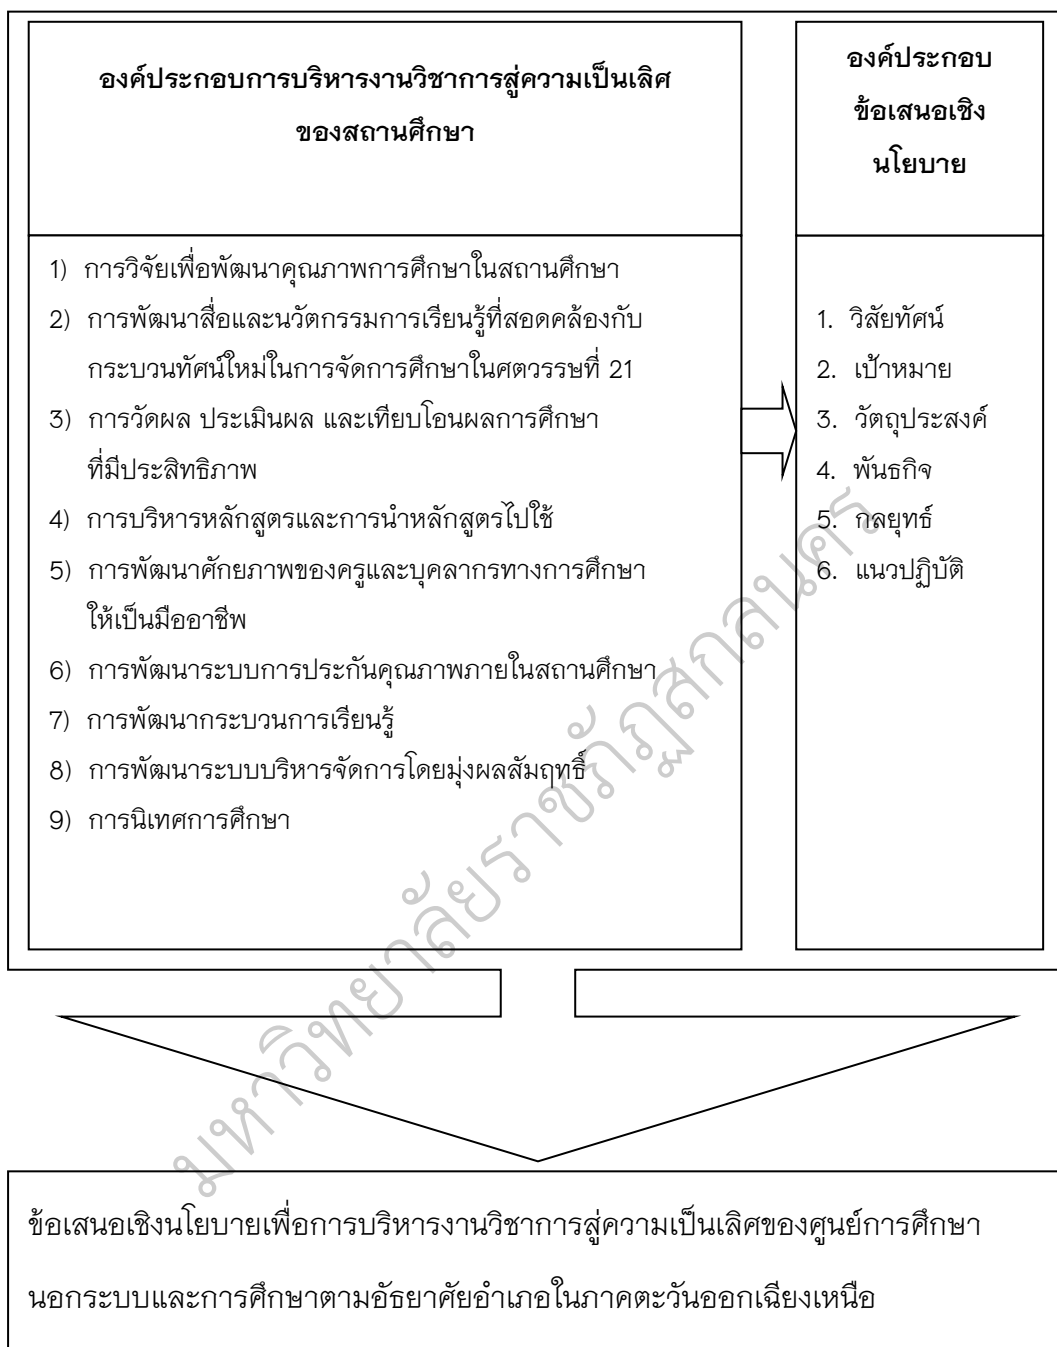 องค์ประกอบการบริหารงานวิชาการสู่ความเป็นเลิศ
ของสถานศึกษา
1) การวิจัยเพื่อพัฒนาคุณภาพการศึกษาในสถานศึกษา
2) การพัฒนาสื่อและนวัตกรรมการเรียนรู้ที่สอดคล้องกับ
กระบวนทัศน์ใหม่ในการจัดการศึกษาในศตวรรษที่ 21
3) การวัดผล ประเมินผล และเทียบโอนผลการศึกษา
ที่มีประสิทธิภาพ
4) การบริหารหลักสูตรและการนำหลักสูตรไปใช้
5) การพัฒนาศักยภาพของครูและบุคลากรทางการศึกษา
ให้เป็นมืออาชีพ
6) การพัฒนาระบบการประกันคุณภาพภายในสถานศึกษา
7) การพัฒนากระบวนการเรียนรู้
8) การพัฒนาระบบบริหารจัดการโดยมุ่งผลสัมฤทธิ์
9) การนิเทศการศึกษา
องค์ประกอบ
ข้อเสนอเชิง
นโยบาย
1. วิสัยทัศน์
2. เป้าหมาย
3. วัตถุประสงค์
4. พันธกิจ
5. กลยุทธ์
6. แนวปฏิบัติ
มหาวิทยาลัยราชภัฏสกลนคร
ข้อเสนอเชิงนโยบายเพื่อการบริหารงานวิชาการสู่ความเป็นเลิศของศูนย์การศึกษา
นอกระบบและการศึกษาตามอัธยาศัยอำเภอในภาคตะวันออกเฉียงเหนือ